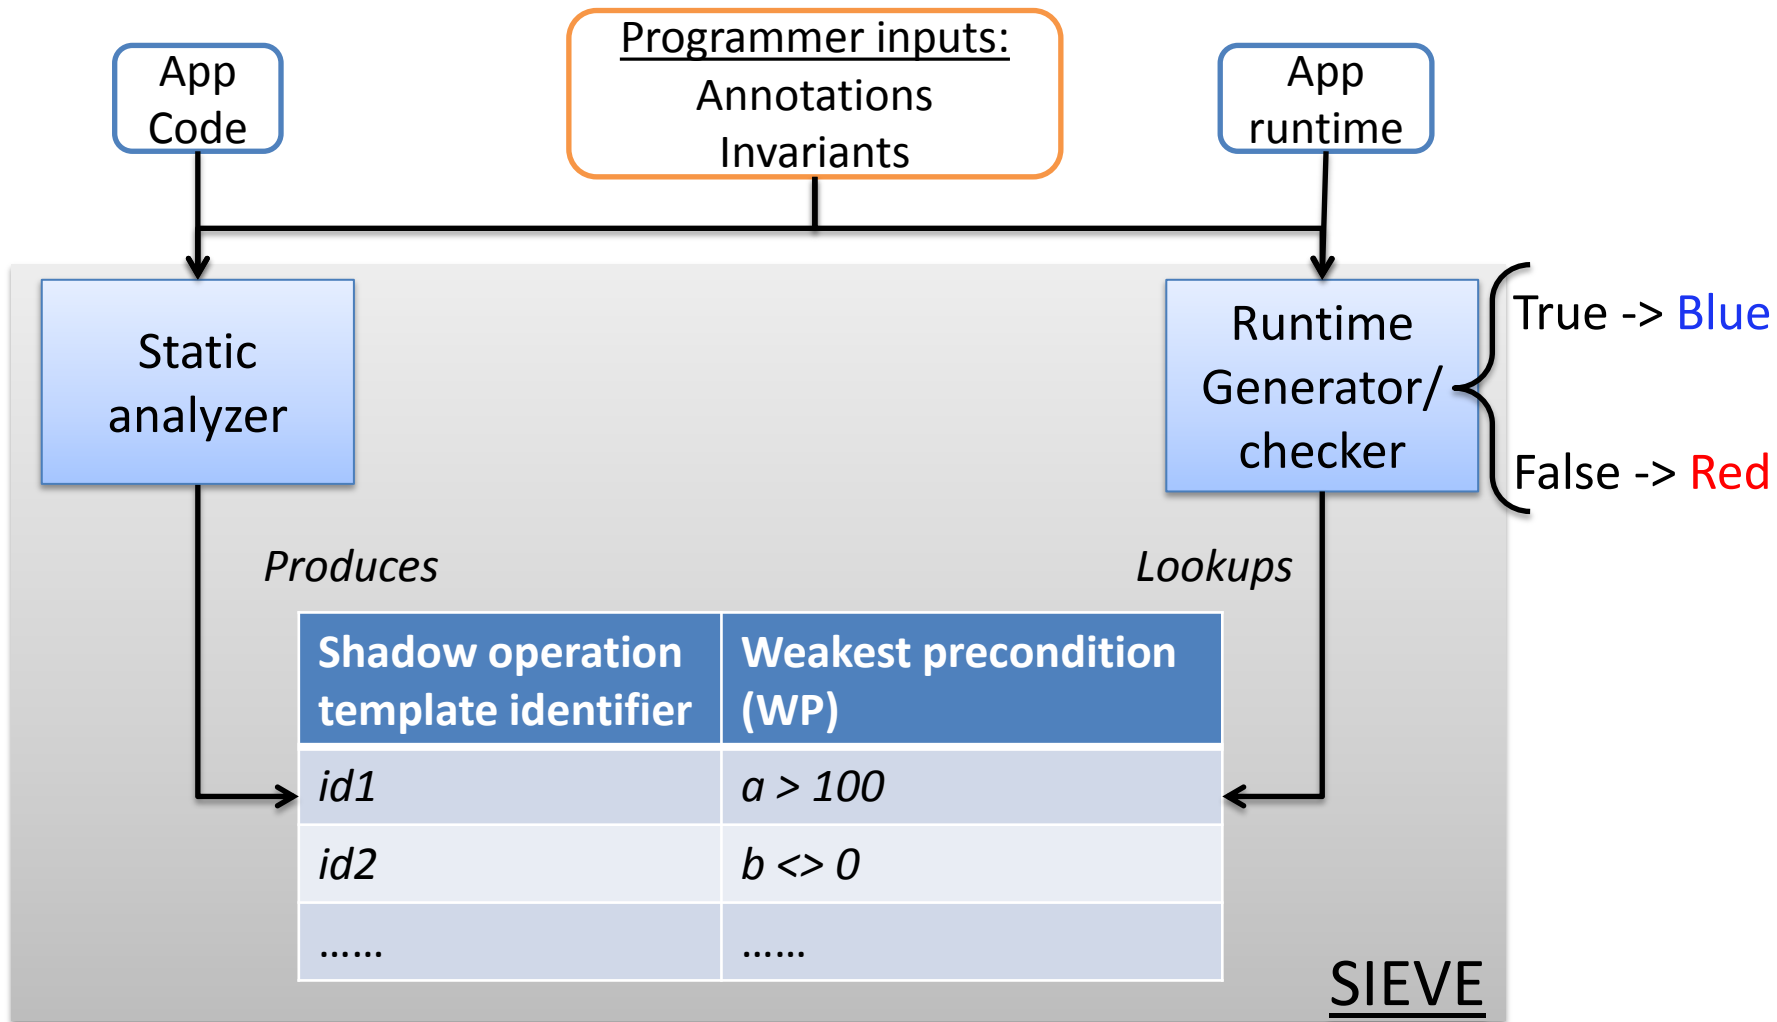 App
Code
Programmer inputs:
Annotations
Invariants
App
runtime
Static
analyzer
Runtime
Generator/
checker
True -> Blue
False -> Red
Produces
Lookups
Shadow operation
template identifier
Weakest precondition
(WP)
id1
a > 100
id2
b <> 0
......
......
SIEVE